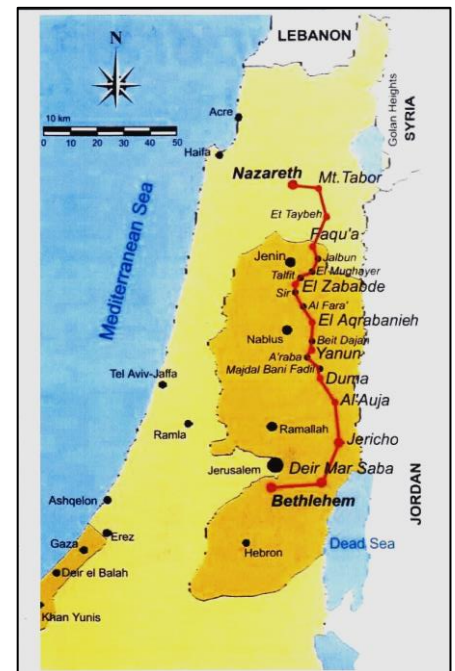 LEBANON
N
SYRIA
Golan Heights
10 km
0 10 20 30 40 50
Acre
Haifa
Nazareth
Mt.Tabor
Et Taybeh
Mediterranean Sea
Faqu'a
Jenin
Jalbun
El Mughayer
Talfit
El Zababde
Sir
Al Fara'
El Aqrabanieh
Nablus
Beit Dajan
Yanun
A'raba
Majdal Bani Fadil
Duma
Tel Aviv-Jaffa
Al'Auja
Ramla
Ramallah
Jericho
Jerusalem
Deir Mar Saba
JORDAN
Bethlehem
Ashqelon
Erez
Gaza
Hebron
Dead Sea
Deir el Balah
Khan Yunis